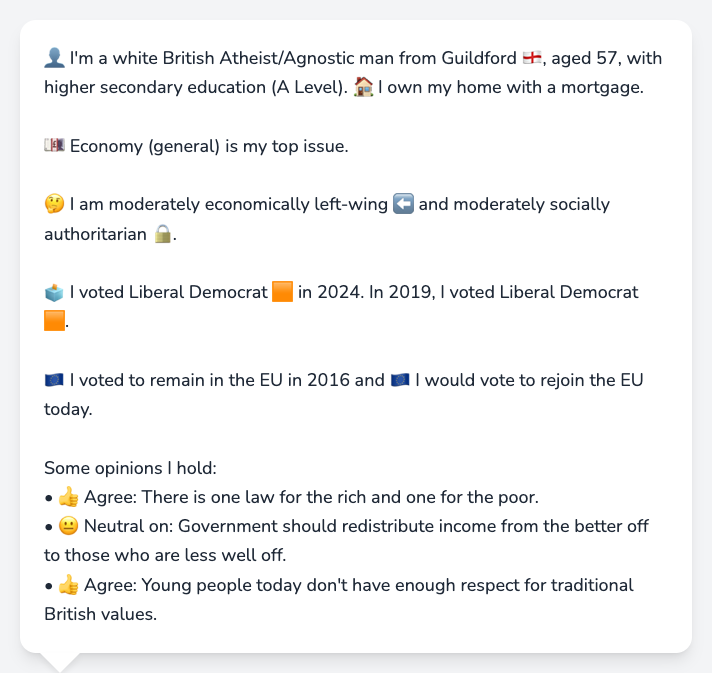 👤 I'm a white British Atheist/Agnostic man from Guildford 🏴󠁧󠁢󠁥󠁮󠁧󠁿, aged 57, with
higher secondary education (A Level). 🏠 I own my home with a mortgage.
💷 Economy (general) is my top issue.
🤔 I am moderately economically left-wing ⬅️ and moderately socially
authoritarian 🔒.
🗳️ I voted Liberal Democrat 🟧 in 2024. In 2019, I voted Liberal Democrat
🟧.
🇪🇺 I voted to remain in the EU in 2016 and 🇪🇺 I would vote to rejoin the EU
today.
Some opinions I hold:
• 👍 Agree: There is one law for the rich and one for the poor.
• 😐 Neutral on: Government should redistribute income from the better off
to those who are less well off.
• 👍 Agree: Young people today don't have enough respect for traditional
British values.